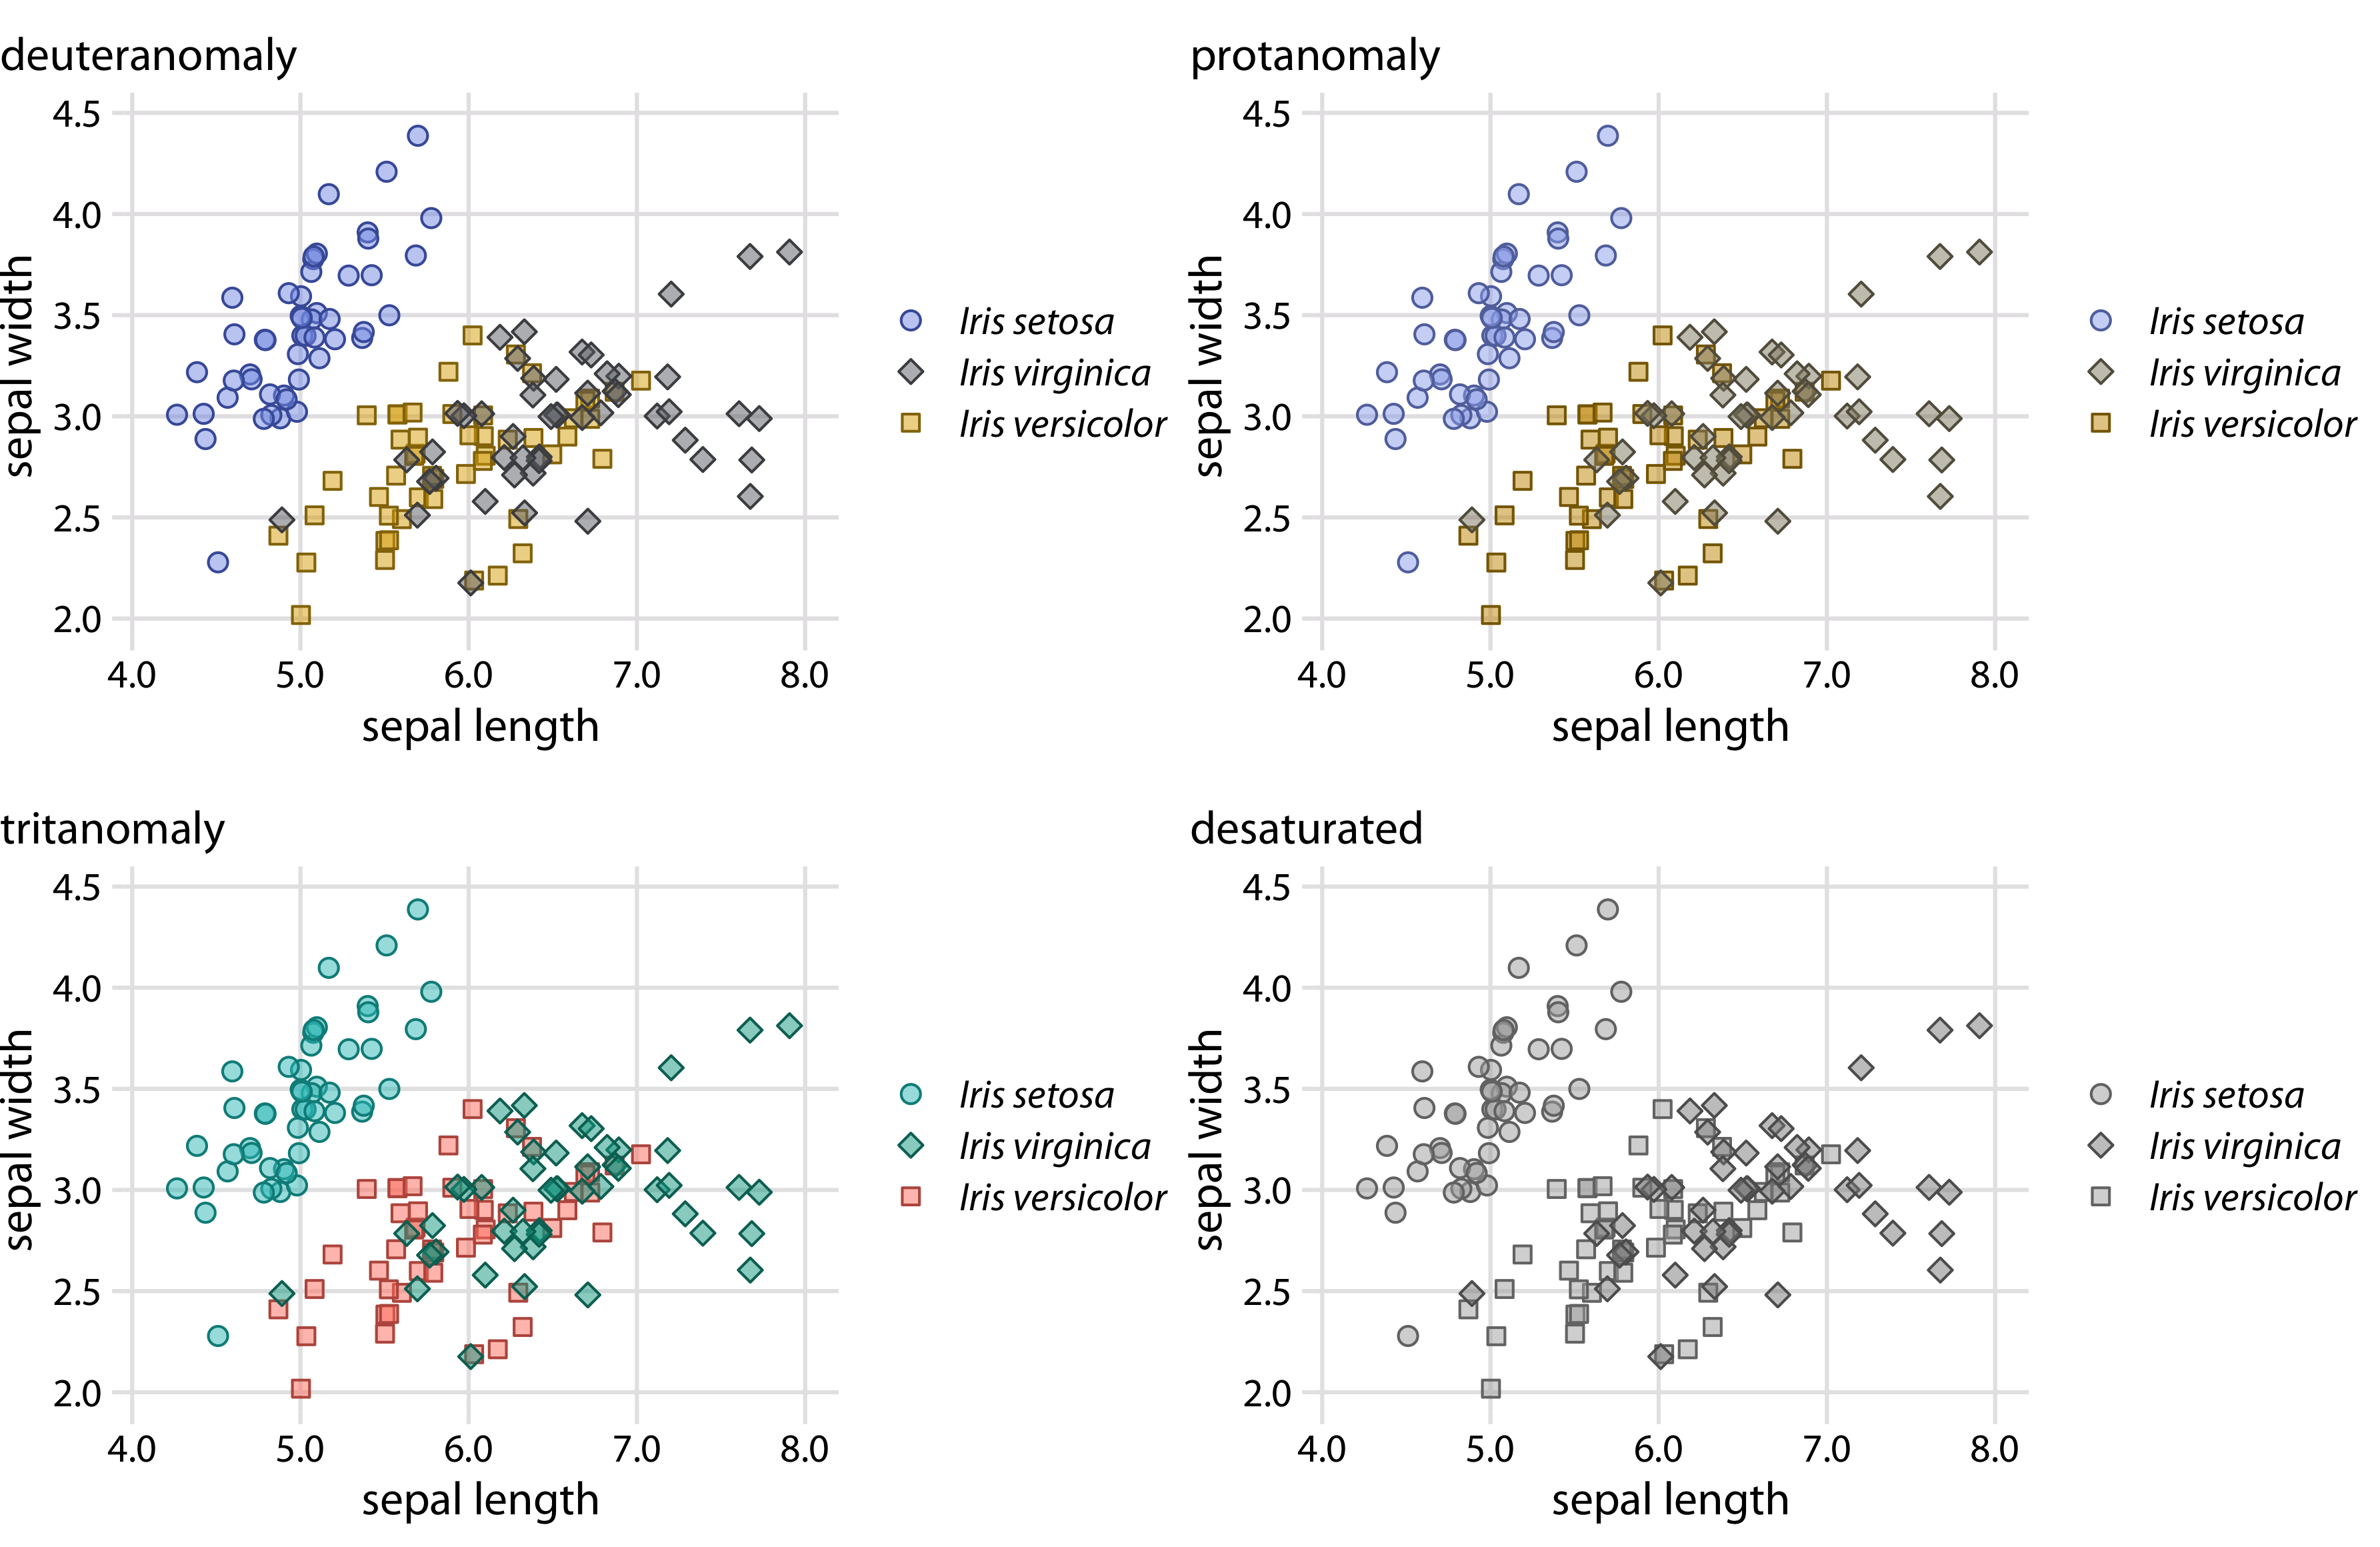 deuteranomaly
4.5
4.0
3.5
3.0
2.5
2.0
sepal width
4.0 5.0 6.0 7.0 8.0
sepal length
Iris setosa
Iris virginica
Iris versicolor
protanomaly
4.5
4.0
3.5
3.0
2.5
2.0
sepal width
4.0 5.0 6.0 7.0 8.0
sepal length
Iris setosa
Iris virginica
Iris versicolor
tritanomaly
4.5
4.0
3.5
3.0
2.5
2.0
sepal width
4.0 5.0 6.0 7.0 8.0
sepal length
Iris setosa
Iris virginica
Iris versicolor
desaturated
4.5
4.0
3.5
3.0
2.5
2.0
sepal width
4.0 5.0 6.0 7.0 8.0
sepal length
Iris setosa
Iris virginica
Iris versicolor